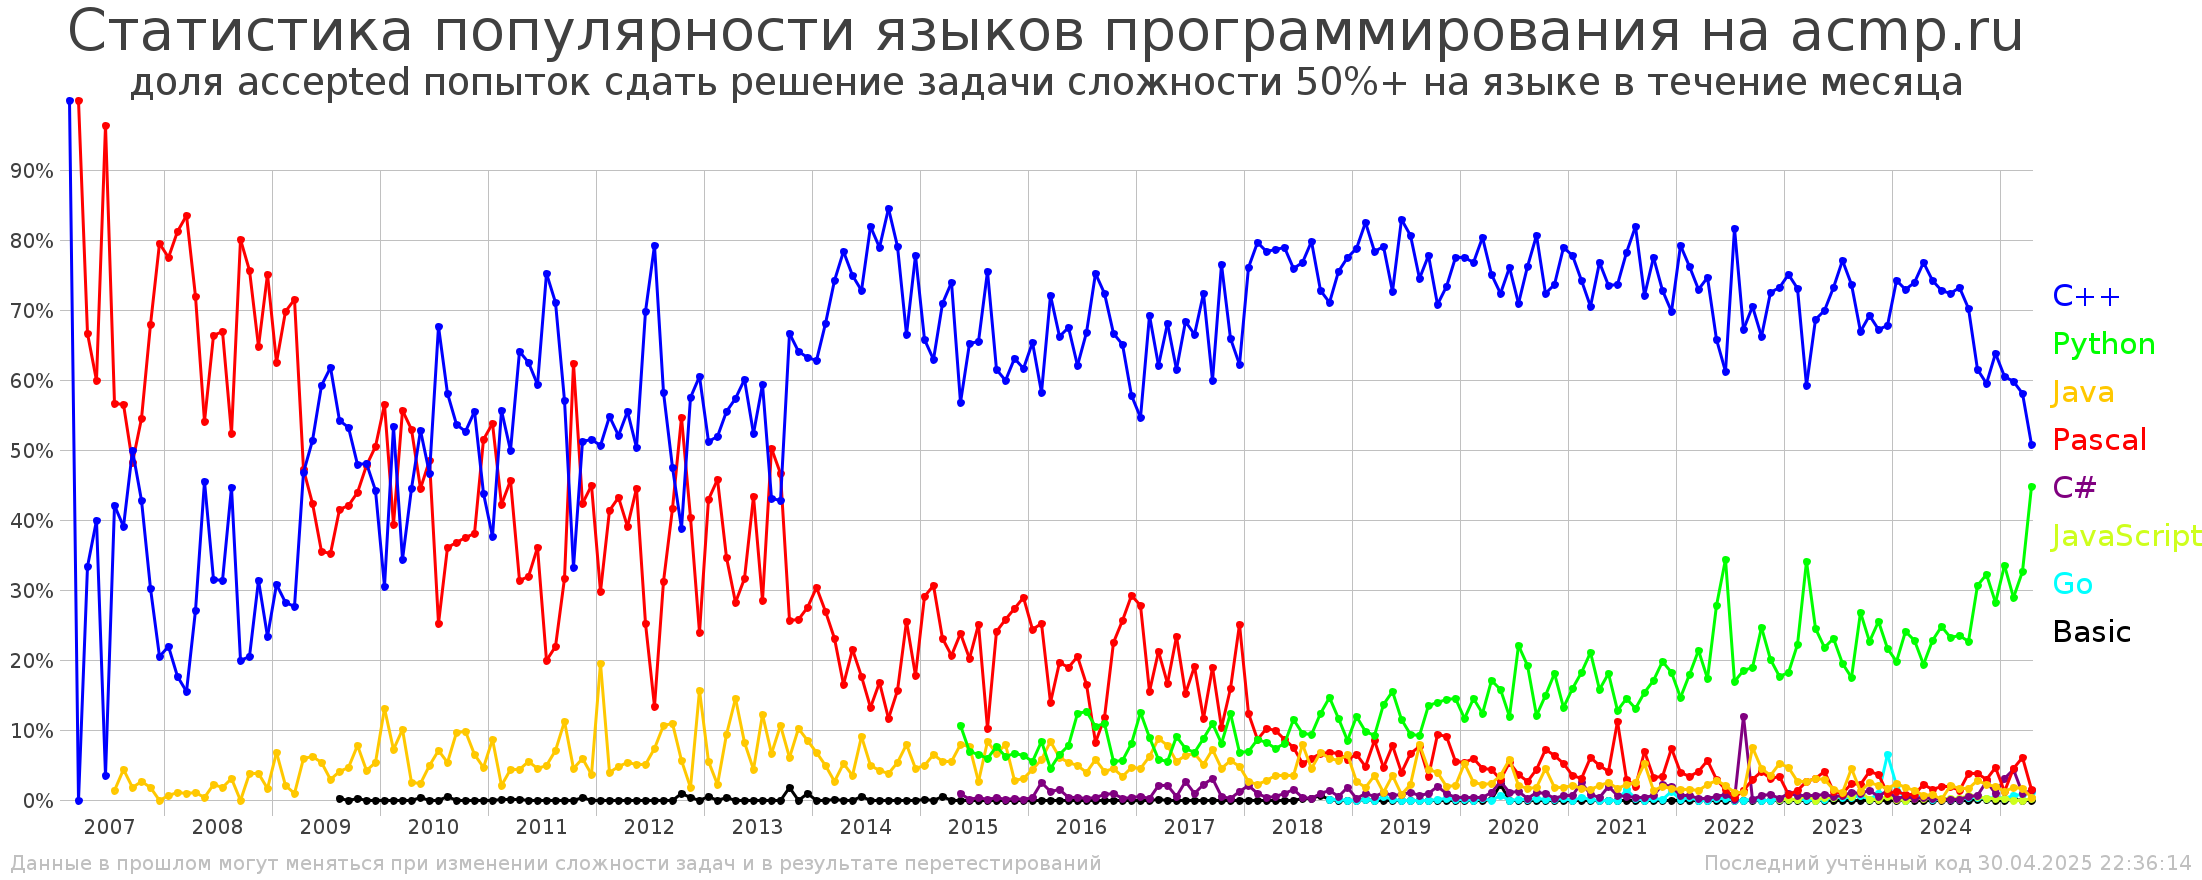 Статистика популярности языков программирования на acmp.ru
доля accepted попыток сдать решение задачи сложности 50%+ на языке в течение месяца
90%
80%
70%
60%
50%
40%
30%
20%
10%
0%
2007 2008 2009 2010 2011 2012 2013 2014 2015 2016 2017 2018 2019 2020 2021 2022 2023 2024
C++
Python
Java
Pascal
C#
JavaScript
Go
Basic
Данные в прошлом могут меняться при изменении сложности задач и в результате перетестирований
Последний учтённый код 30.04.2025 22:36:14